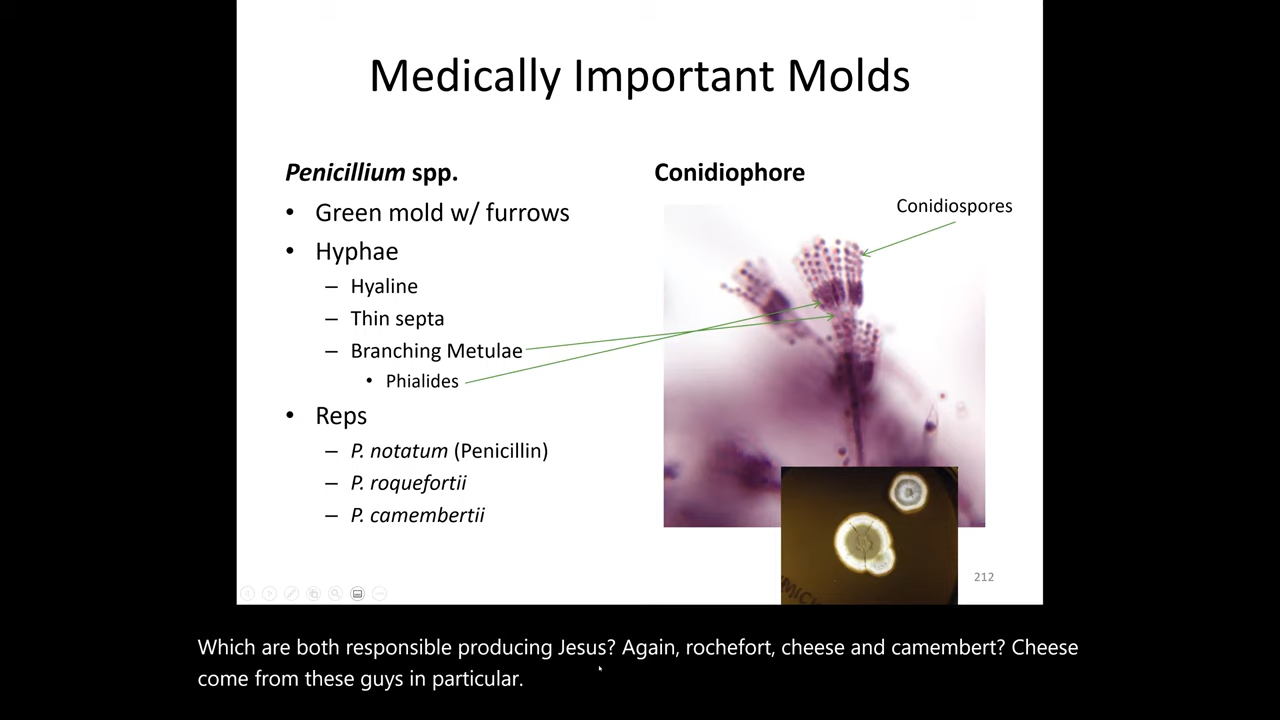 Medically Important Molds
Penicillium spp.
• Green mold w/ furrows
• Hyphae
– Hyaline
– Thin septa
– Branching Metulae
• Phialides
• Reps
– P. notatum (Penicillin)
– P. roquefortii
– P. camembertii
Conidiophore
Conidiospores
212
Which are both responsible producing Jesus? Again, rochefort, cheese and camembert? Cheese
come from these guys in particular.